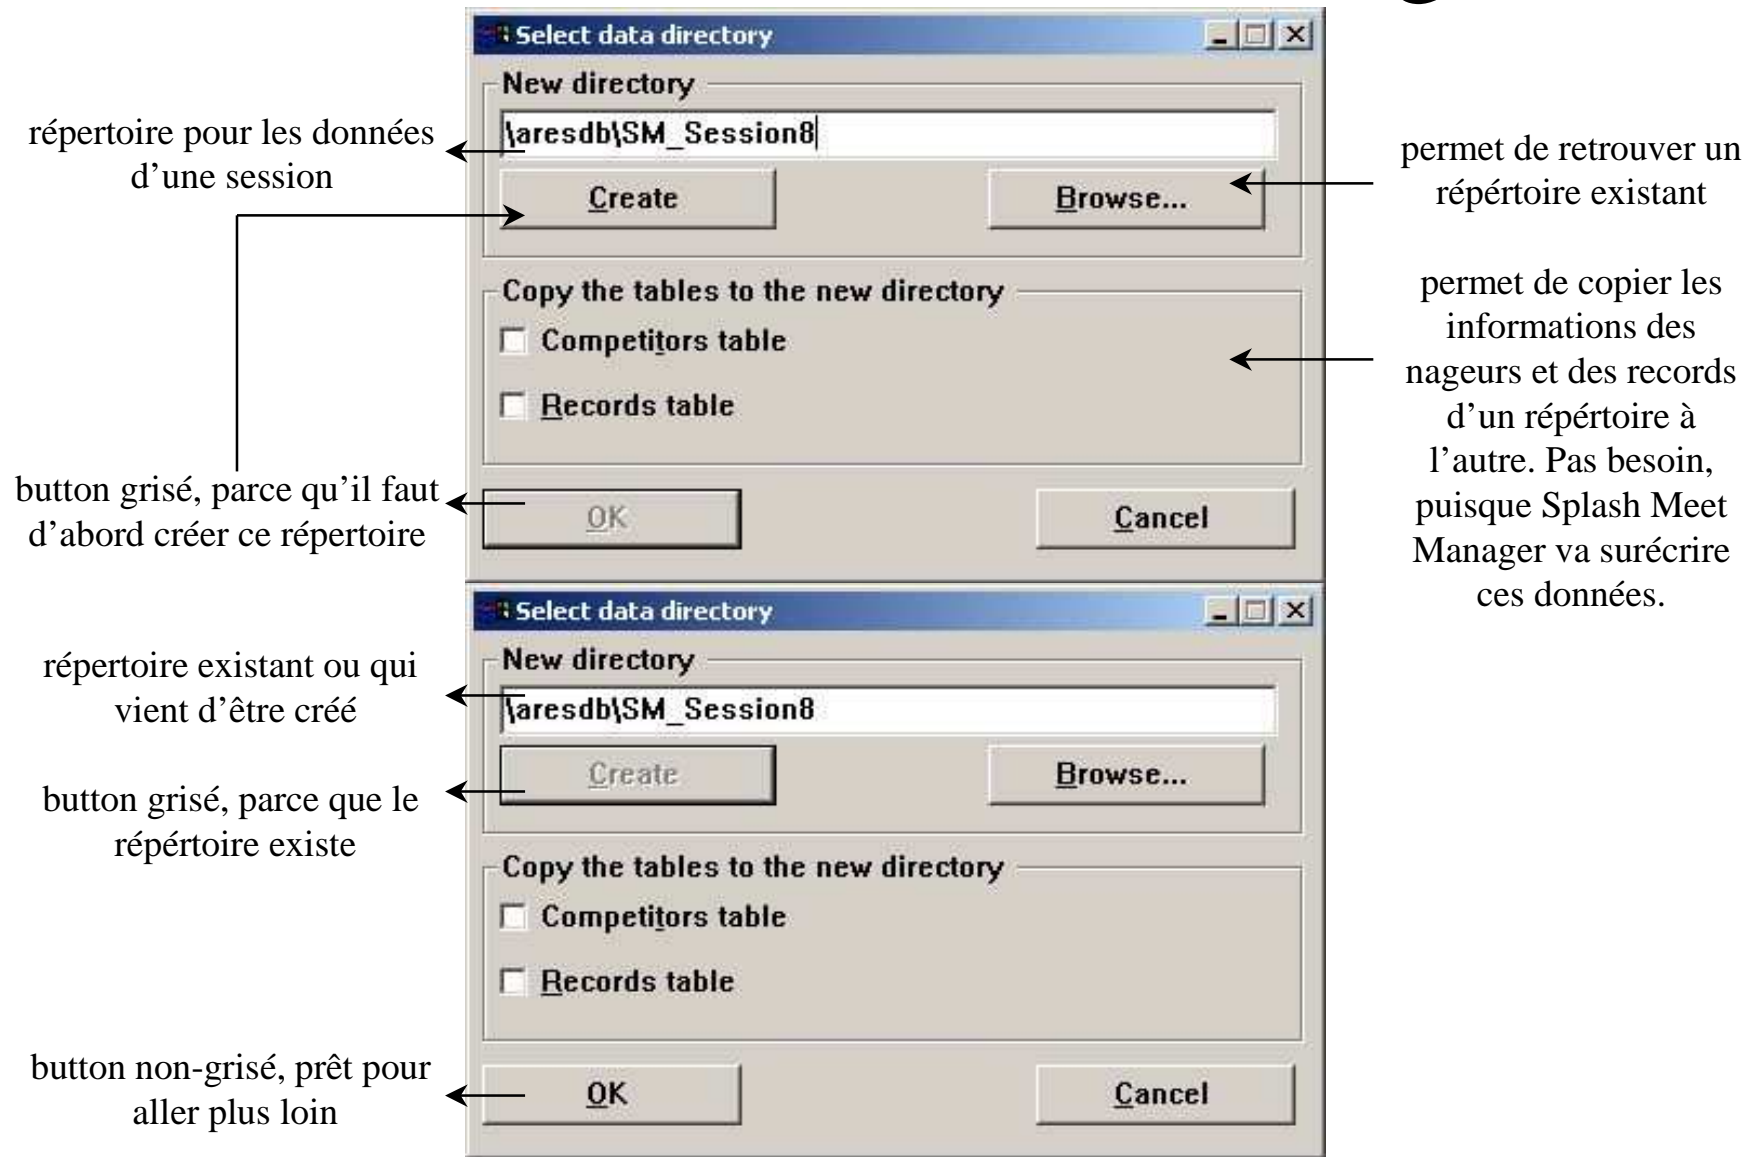 Select data directory
New directory
\aresdb\SM_Session8
Create
Browse...
Copy the tables to the new directory
Competitors table
Records table
OK
Cancel
répertoire pour les données
d’une session
button grisé, parce qu’il faut
d’abord créer ce répertoire
permet de retrouver un
répértoire existant
permet de copier les
informations des
nageurs et des records
d’un répértoire à
l’autre. Pas besoin,
puisque Splash Meet
Manager va surécrire
ces données.
Select data directory
New directory
\aresdb\SM_Session8
Create
Browse...
Copy the tables to the new directory
Competitors table
Records table
OK
Cancel
répertoire existant ou qui
vient d’être créé
button grisé, parce que le
répértoire existe
button non-grisé, prêt pour
aller plus loin